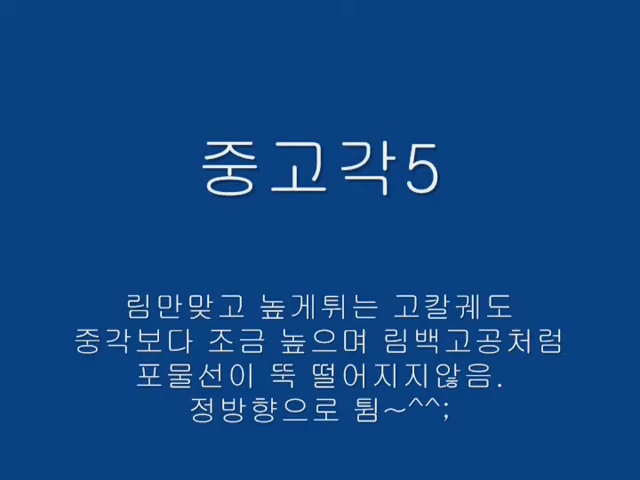 중고각5
림만맞고 높게튀는 고칼궤도
중각보다 조금 높으며 림백고공처럼
포물선이 뚝 떨어지지않음.
정방향으로 튐~^^;